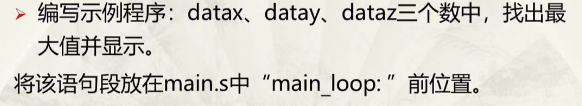 ➢ 编写示例程序：datax、datay、dataz三个数中，找出最
大值并显示。
将该语句段放在main.s中“main_loop:”前位置。